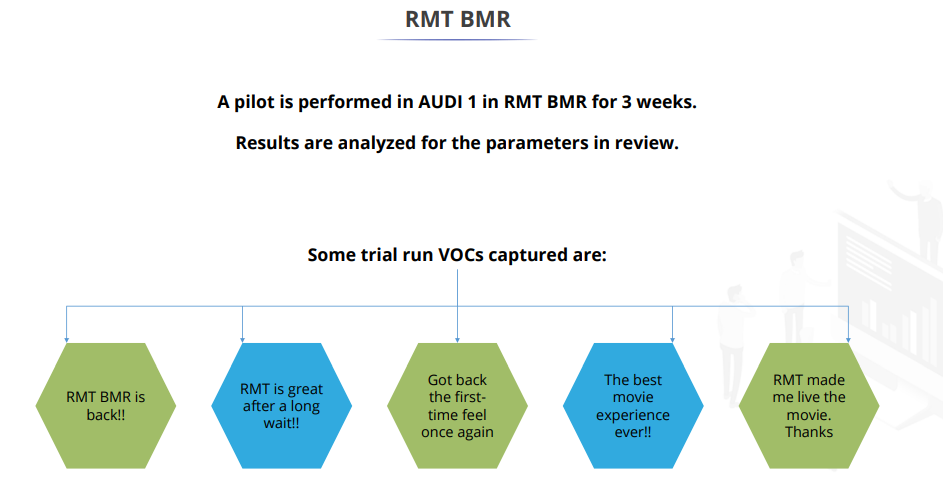 RMT BMR
A pilot is performed in AUDI 1 in RMT BMR for 3 weeks.
Results are analyzed for the parameters in review.
Some trial run VOCs captured are:
RMT BMR is
back!!
RMT is great
after a long
wait!!
Got back
the first-
time feel
once again
The best
movie
experience
ever!!
RMT made
me live the
movie.
Thanks